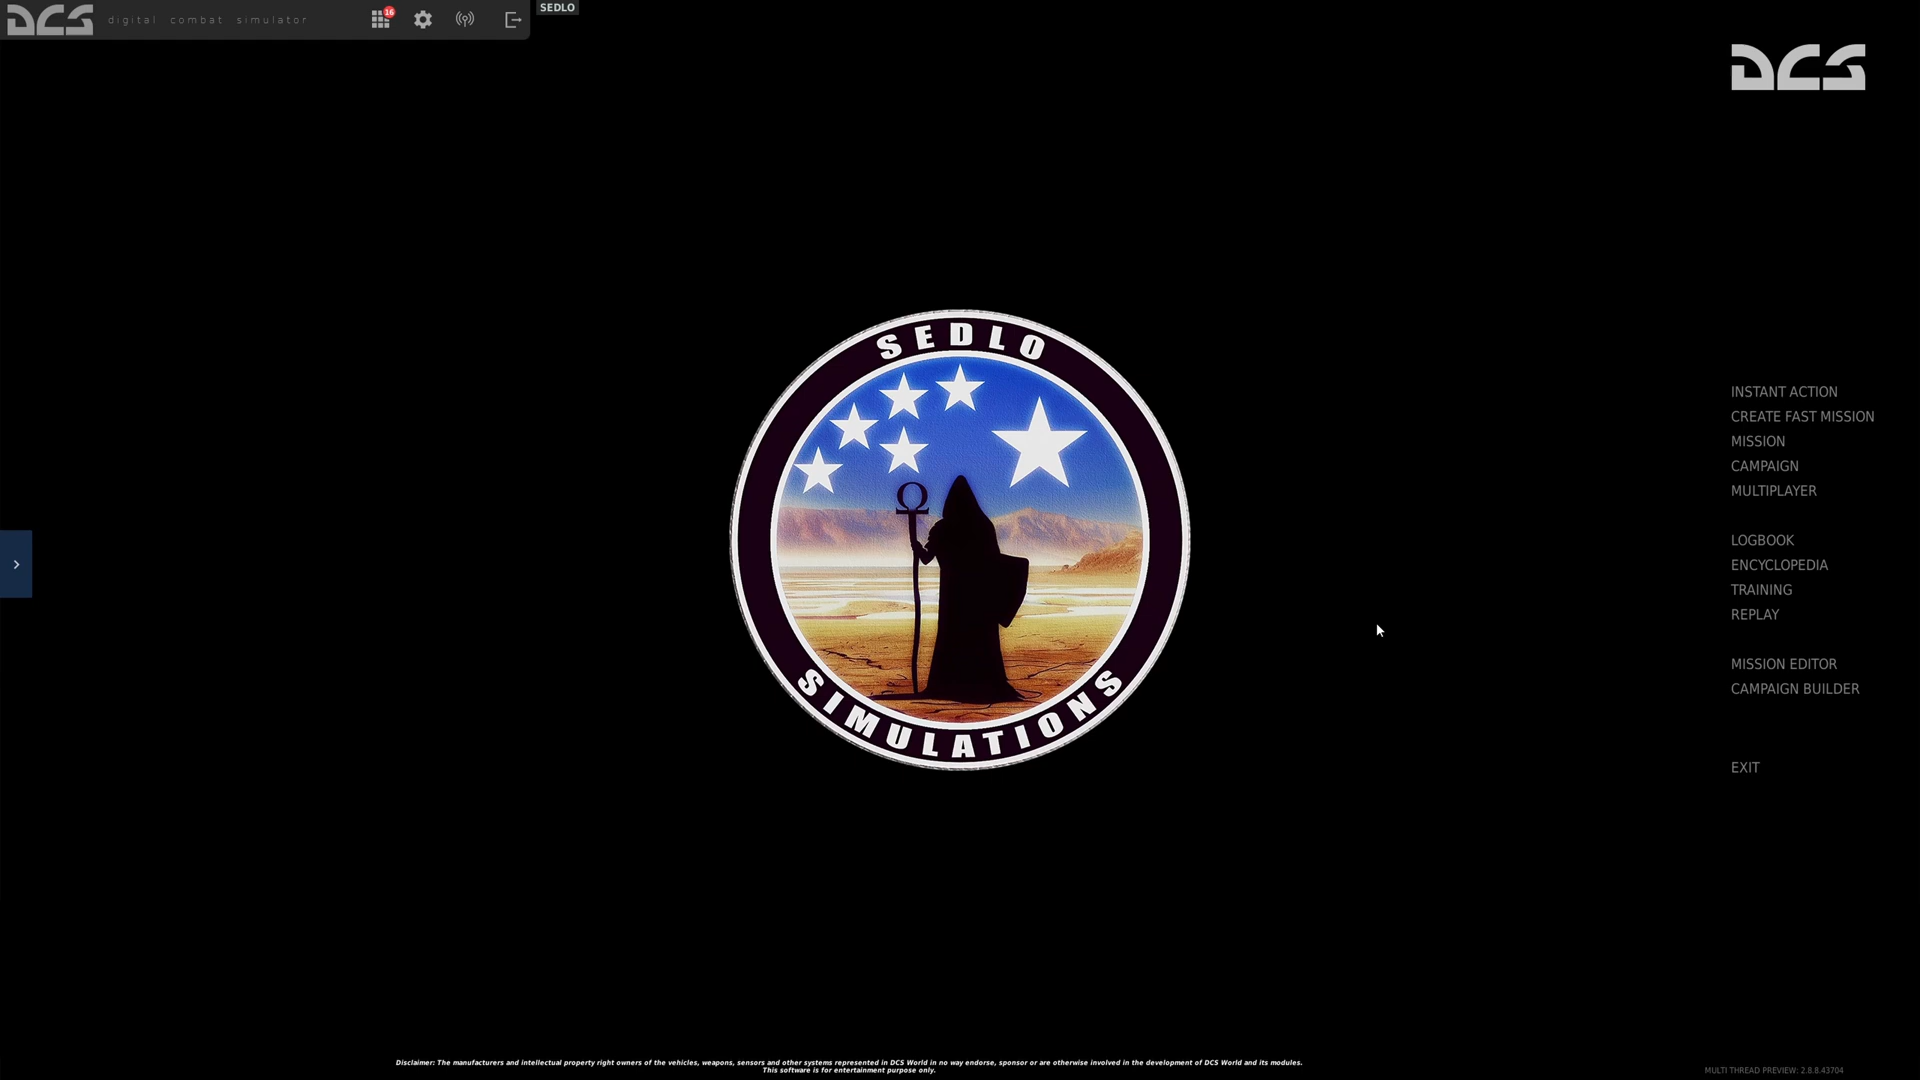 DCS digital combat simulator 16 SEDLO
DCS
SEDLO
Ω
SIMULATIONS
INSTANT ACTION
CREATE FAST MISSION
MISSION
CAMPAIGN
MULTIPLAYER
LOGBOOK
ENCYCLOPEDIA
TRAINING
REPLAY
MISSION EDITOR
CAMPAIGN BUILDER
EXIT
Disclaimer: The manufacturers and intellectual property right owners of the vehicles, weapons, sensors and other systems represented in DCS World in no way endorse, sponsor or are otherwise involved in the development of DCS World and its modules.
This software is for entertainment purpose only.
MULTI THREAD PREVIEW: 2.8.8.43704